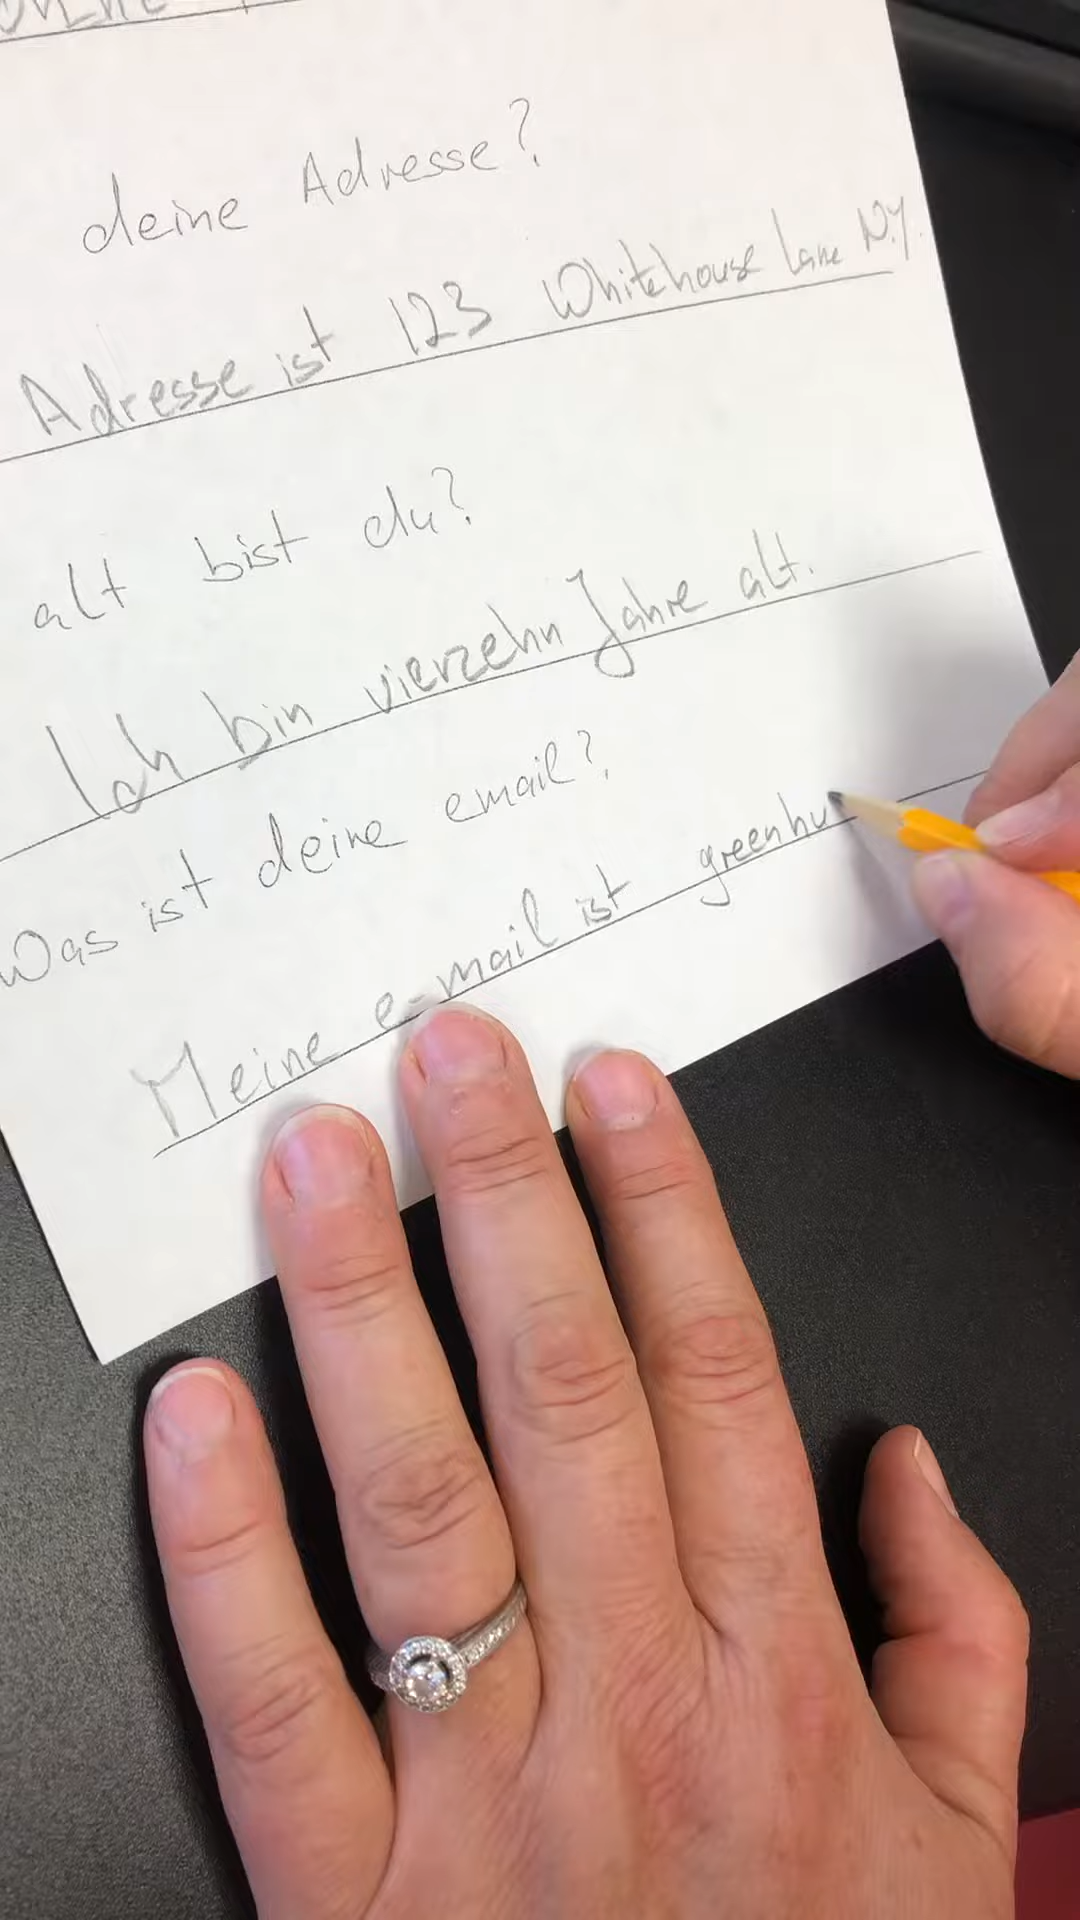 deine Adresse?
Adresse ist 123 Whitehouse Lane N.Y.
alt bist du?
Ich bin vierzehn Jahre alt.
Was ist deine email?
Meine e-mail ist greenhu